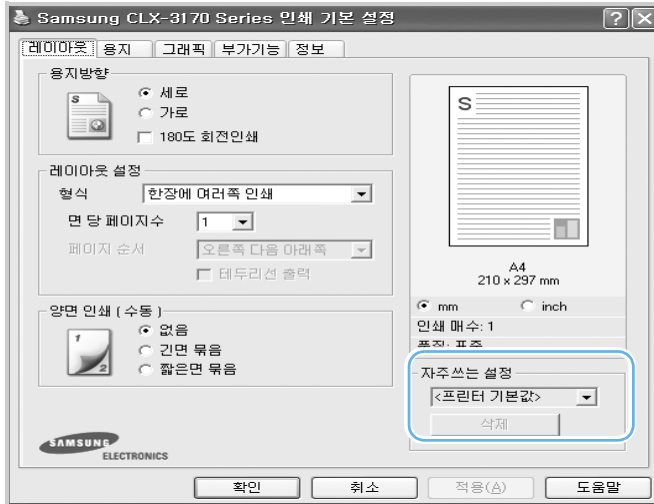 Samsung CLX-3170 Series 인쇄 기본 설정
레이아웃 용지 그래픽 부가기능 정보
용지방향
세로
가로
180도 회전인쇄
레이아웃 설정
형식 한장에 여러쪽 인쇄
면 당 페이지수 1
페이지 순서 오른쪽 다음 아래쪽
테두리선 출력
양면 인쇄 ( 수동 )
없음
긴면 묶음
짧은면 묶음
S
S
1
2
A4
210 x 297 mm
mm inch
인쇄 매수: 1
품질: 표준
자주쓰는 설정
<프린터 기본값>
삭제
SAMSUNG
ELECTRONICS
확인 취소 적용(A) 도움말